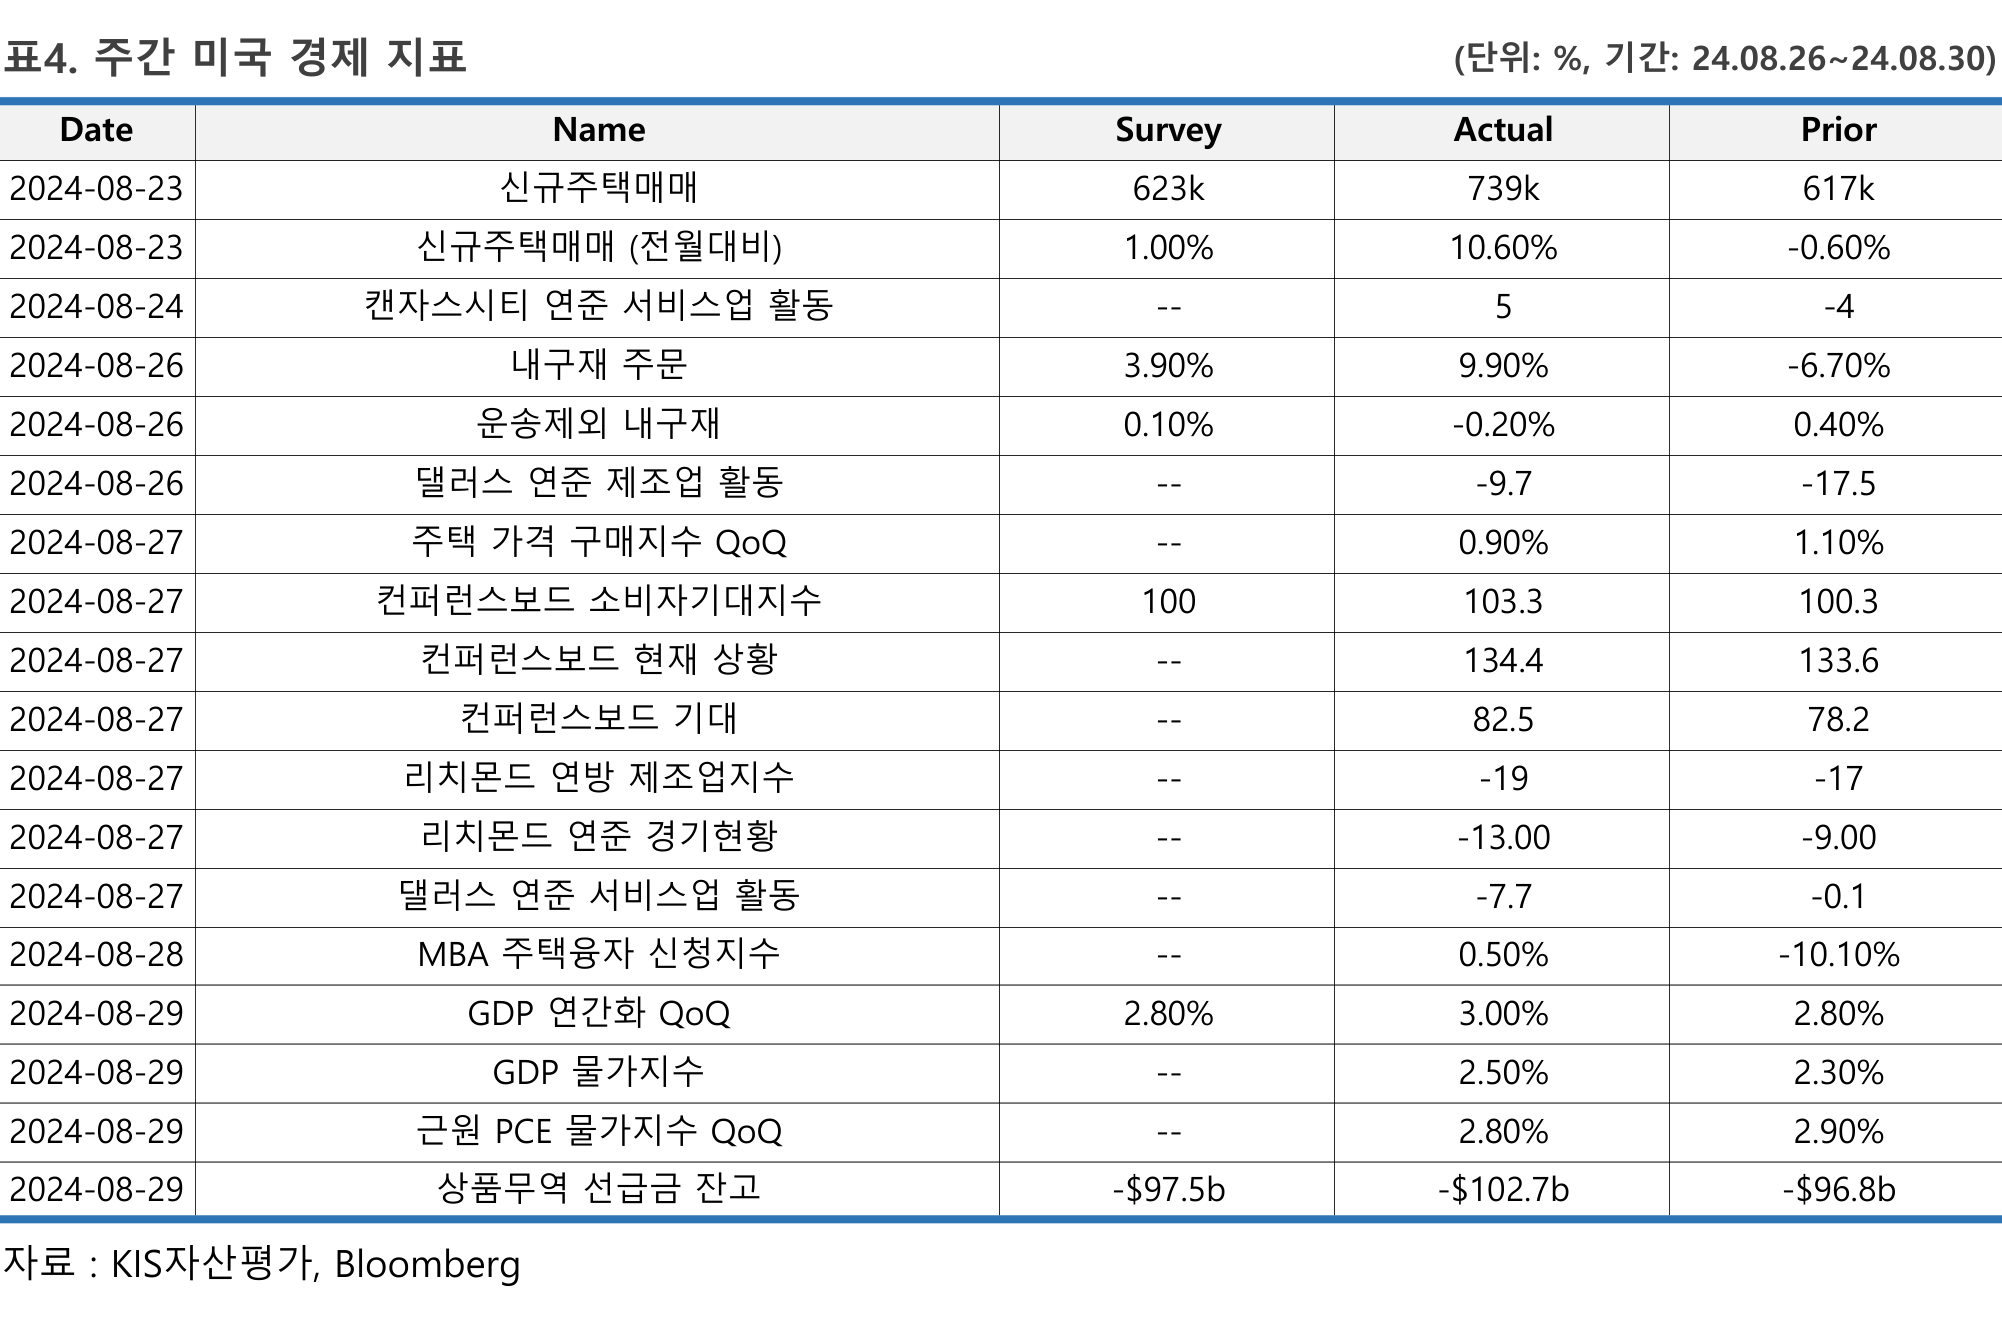 표4. 주간 미국 경제 지표 (단위: %, 기간: 24.08.26~24.08.30)
Date Name Survey Actual Prior
2024-08-23 신규주택매매 623k 739k 617k
2024-08-23 신규주택매매 (전월대비) 1.00% 10.60% -0.60%
2024-08-24 캔자스시티 연준 서비스업 활동 -- 5 -4
2024-08-26 내구재 주문 3.90% 9.90% -6.70%
2024-08-26 운송제외 내구재 0.10% -0.20% 0.40%
2024-08-26 댈러스 연준 제조업 활동 -- -9.7 -17.5
2024-08-27 주택 가격 구매지수 QoQ -- 0.90% 1.10%
2024-08-27 컨퍼런스보드 소비자기대지수 100 103.3 100.3
2024-08-27 컨퍼런스보드 현재 상황 -- 134.4 133.6
2024-08-27 컨퍼런스보드 기대 -- 82.5 78.2
2024-08-27 리치몬드 연방 제조업지수 -- -19 -17
2024-08-27 리치몬드 연준 경기현황 -- -13.00 -9.00
2024-08-27 댈러스 연준 서비스업 활동 -- -7.7 -0.1
2024-08-28 MBA 주택융자 신청지수 -- 0.50% -10.10%
2024-08-29 GDP 연간화 QoQ 2.80% 3.00% 2.80%
2024-08-29 GDP 물가지수 -- 2.50% 2.30%
2024-08-29 근원 PCE 물가지수 QoQ -- 2.80% 2.90%
2024-08-29 상품무역 선급금 잔고 -$97.5b -$102.7b -$96.8b
자료 : KIS자산평가, Bloomberg